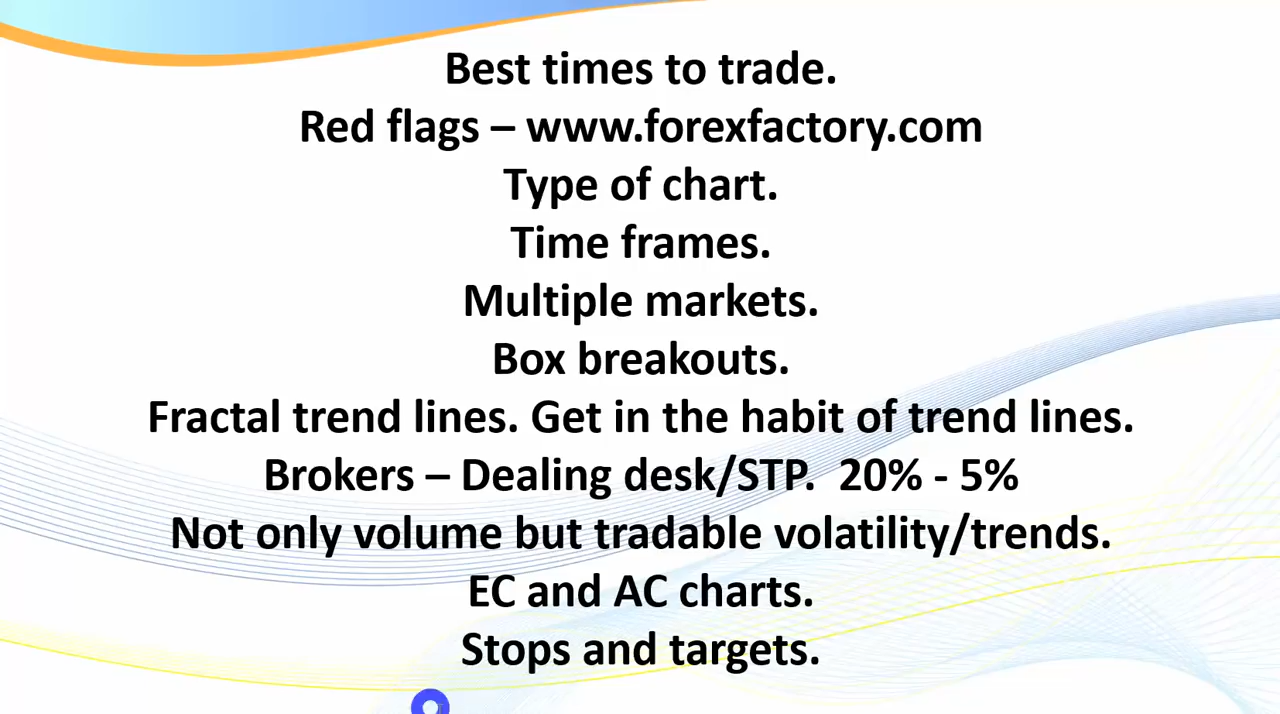 Best times to trade.
Red flags – www.forexfactory.com
Type of chart.
Time frames.
Multiple markets.
Box breakouts.
Fractal trend lines. Get in the habit of trend lines.
Brokers – Dealing desk/STP.  20% - 5%
Not only volume but tradable volatility/trends.
EC and AC charts.
Stops and targets.